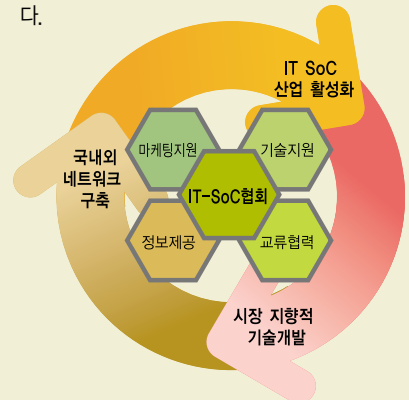 다.
IT SoC
산업 활성화
마케팅지원
기술지원
국내외
네트워크
구축
IT-SoC협회
정보제공
교류협력
시장 지향적
기술개발